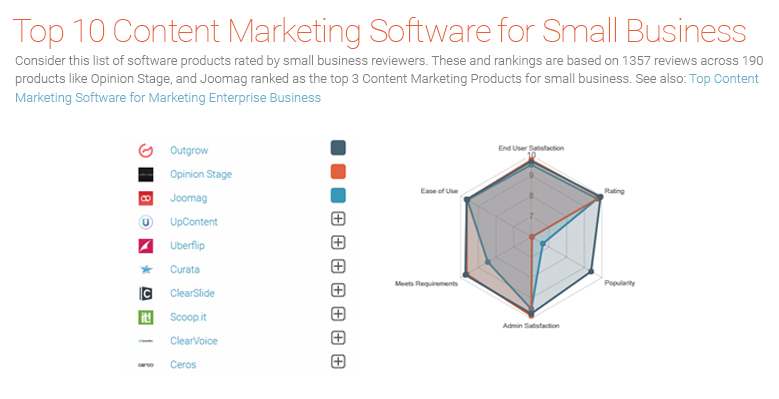 Top 10 Content Marketing Software for Small Business
Consider this list of software products rated by small business reviewers. These and rankings are based on 1357 reviews across 190
products like Opinion Stage, and Joomag ranked as the top 3 Content Marketing Products for small business. See also: Top Content
Marketing Software for Marketing Enterprise Business
Outgrow
Opinion Stage
Joomag
UpContent
Uberflip
Curata
ClearSlide
Scoop.it
ClearVoice
Ceros
End User Satisfaction
10
9
8
7
Ease of Use
Rating
Meets Requirements
Popularity
Admin Satisfaction